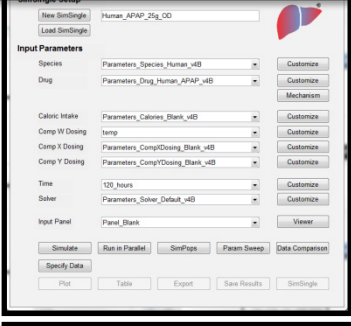 SimSingle Setup
New SimSingle Human_APAP_25g_OD
Load SimSingle
Input Parameters
Species Parameters_Species_Human_v4B Customize
Drug Parameters_Drug_Human_APAP_v4B Customize
Mechanism
Caloric Intake Parameters_Calories_Blank_v4B Customize
Comp W Dosing temp Customize
Comp X Dosing Parameters_CompXDosing_Blank_v4B Customize
Comp Y Dosing Parameters_CompYDosing_Blank_v4B Customize
Time 120_hours Customize
Solver Parameters_Solver_Default_v4B Customize
Input Panel Panel_Blank Viewer
Simulate Run in Parallel SimPops Param Sweep Data Comparison
Specify Data
Plot Table Export Save Results SimSingle